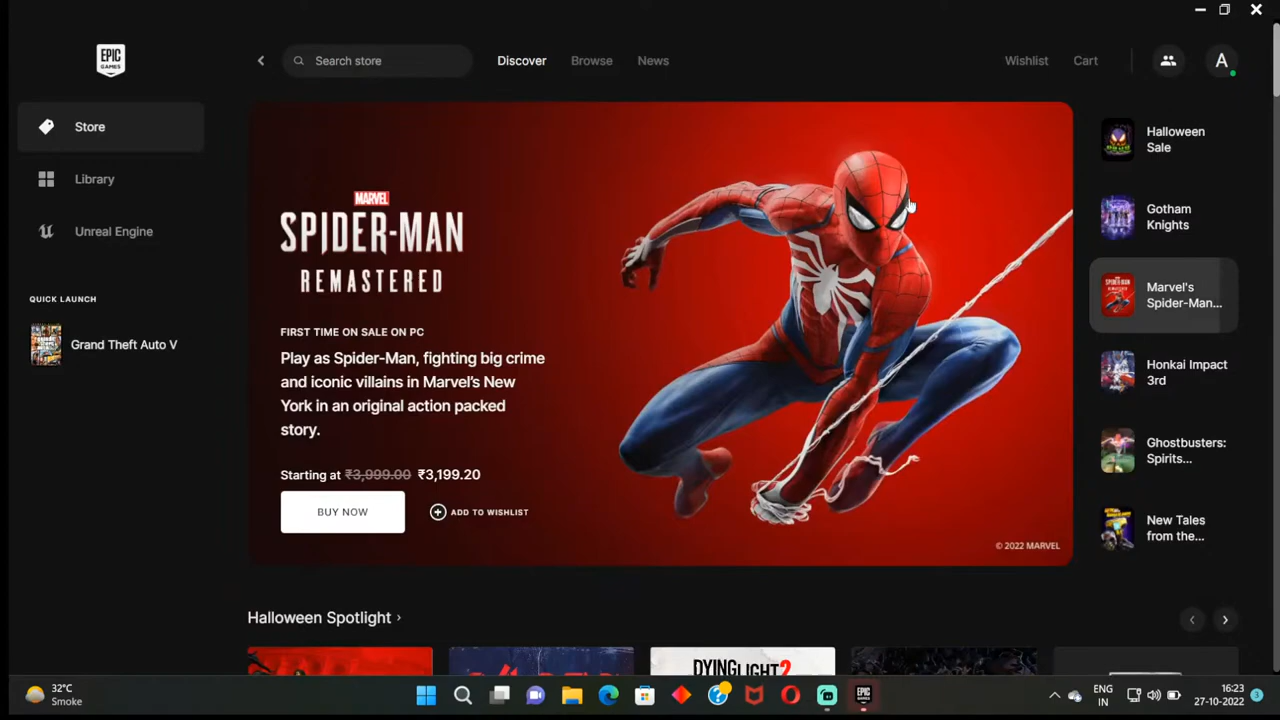 EPIC
GAMES
Search store
Discover
Browse
News
Wishlist
Cart
A
Store
Library
Unreal Engine
QUICK LAUNCH
Grand Theft Auto V
MARVEL
SPIDER-MAN
REMASTERED
FIRST TIME ON SALE ON PC
Play as Spider-Man, fighting big crime
and iconic villains in Marvel's New
York in an original action packed
story.
Starting at ₹3,999.00 ₹3,199.20
BUY NOW
ADD TO WISHLIST
© 2022 MARVEL
Halloween
Sale
Gotham
Knights
Marvel's
Spider-Man...
Honkai Impact
3rd
Ghostbusters:
Spirits...
New Tales
from the...
Halloween Spotlight
DYING LIGHT 2
32°C
Smoke
EPIC
GAMES
ENG
IN
16:23
27-10-2022
3